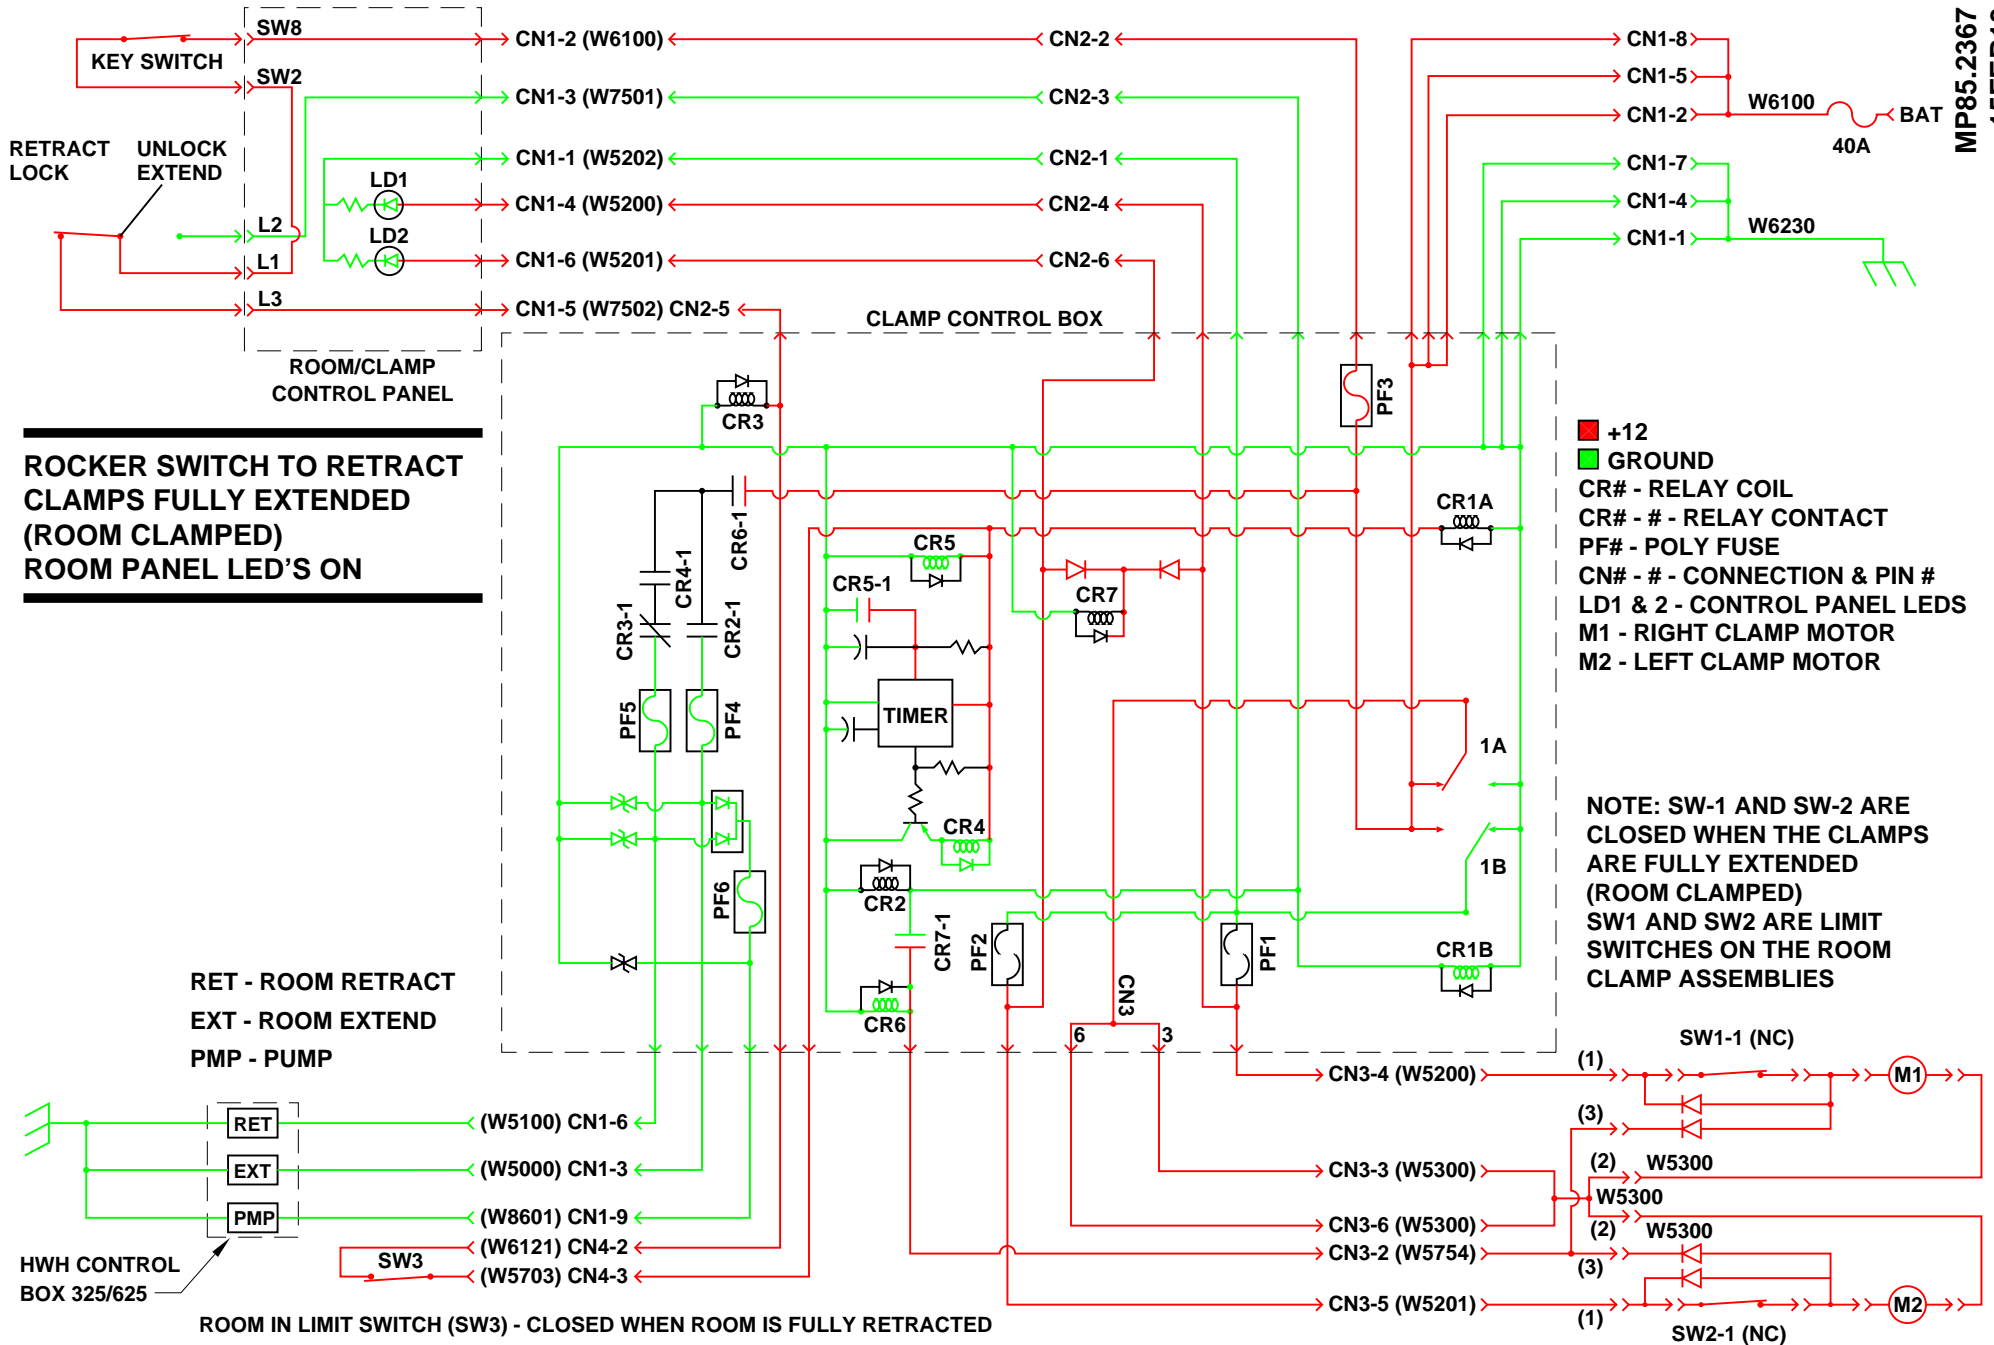 SW8
KEY SWITCH
SW2
RETRACT
LOCK
UNLOCK
EXTEND
LD1
L2
LD2
L1
L3
ROOM/CLAMP
CONTROL PANEL
CN1-2 (W6100)
CN2-2
CN1-3 (W7501)
CN2-3
CN1-1 (W5202)
CN2-1
CN1-4 (W5200)
CN2-4
CN1-6 (W5201)
CN2-6
CN1-5 (W7502) CN2-5
CN1-8
CN1-5
CN1-2
W6100
BAT
40A
CN1-7
CN1-4
CN1-1
W6230
MP85.2367
CLAMP CONTROL BOX
ROCKER SWITCH TO RETRACT
CLAMPS FULLY EXTENDED
(ROOM CLAMPED)
ROOM PANEL LED'S ON
CR3
PF3
CR6-1
CR4-1
CR3-1
CR2-1
CR5
CR5-1
CR7
CR1A
TIMER
PF5
PF4
1A
CR4
1B
CR2
PF6
CR7-1
PF2
CN3
PF1
CR1B
CR6
6
3
+12
GROUND
CR# - RELAY COIL
CR# - # - RELAY CONTACT
PF# - POLY FUSE
CN# - # - CONNECTION & PIN #
LD1 & 2 - CONTROL PANEL LEDS
M1 - RIGHT CLAMP MOTOR
M2 - LEFT CLAMP MOTOR
NOTE: SW-1 AND SW-2 ARE
CLOSED WHEN THE CLAMPS
ARE FULLY EXTENDED
(ROOM CLAMPED)
SW1 AND SW2 ARE LIMIT
SWITCHES ON THE ROOM
CLAMP ASSEMBLIES
RET - ROOM RETRACT
EXT - ROOM EXTEND
PMP - PUMP
RET
(W5100) CN1-6
EXT
(W5000) CN1-3
PMP
(W8601) CN1-9
(W6121) CN4-2
SW3
(W5703) CN4-3
HWH CONTROL
BOX 325/625
ROOM IN LIMIT SWITCH (SW3) - CLOSED WHEN ROOM IS FULLY RETRACTED
SW1-1 (NC)
(1)
CN3-4 (W5200)
M1
(3)
(2)
W5300
CN3-3 (W5300)
W5300
CN3-6 (W5300)
(2)
W5300
CN3-2 (W5754)
(3)
CN3-5 (W5201)
(1)
M2
SW2-1 (NC)